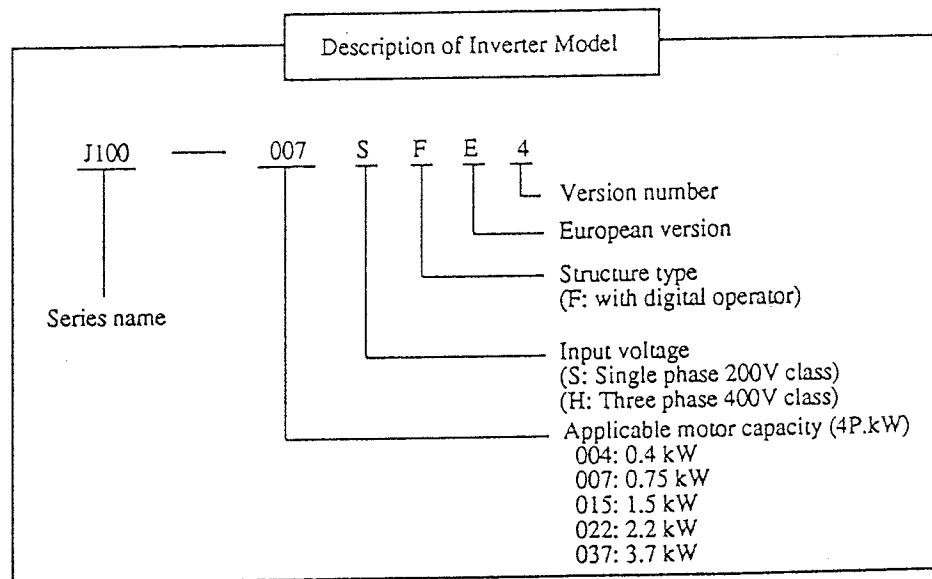 Description of Inverter Model
J100 — 007 S F E 4
Version number
European version
Structure type
(F: with digital operator)
Series name
Input voltage
(S: Single phase 200V class)
(H: Three phase 400V class)
Applicable motor capacity (4P.kW)
004: 0.4 kW
007: 0.75 kW
015: 1.5 kW
022: 2.2 kW
037: 3.7 kW